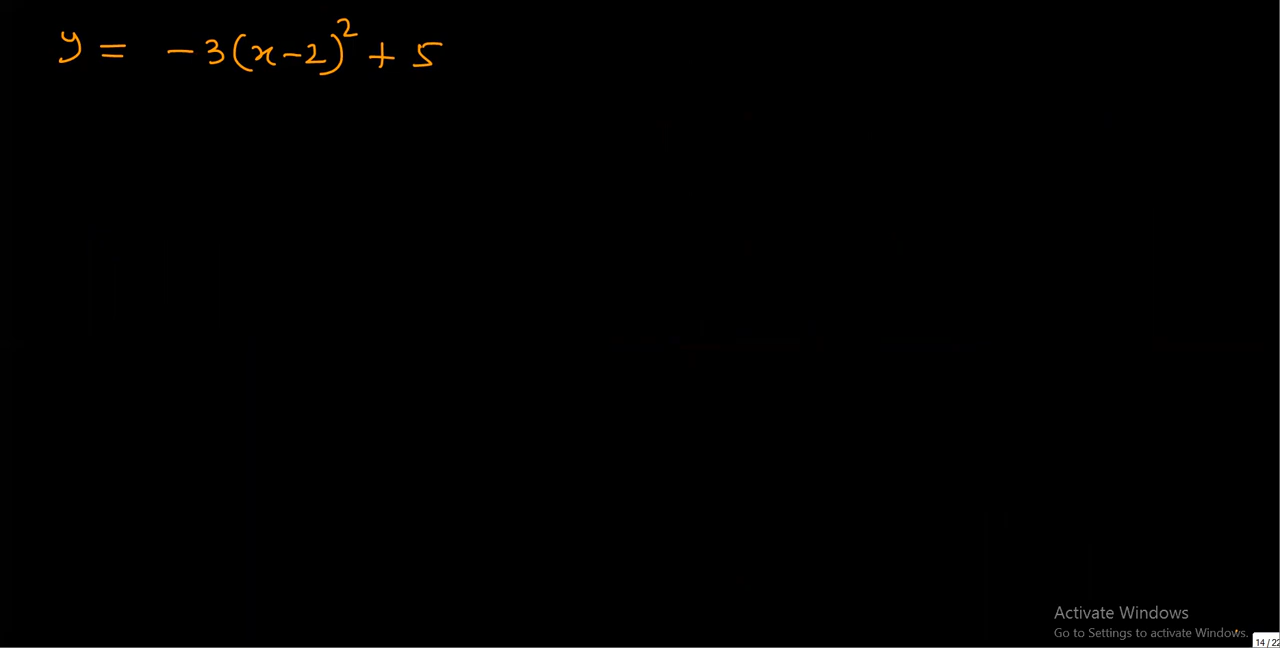 y = -3(x-2)² + 5
Activate Windows
Go to Settings to activate Windows.
14 / 22